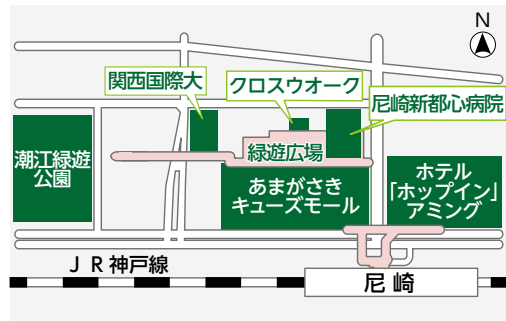 N
関西国際大
クロスウオーク
尼崎新都心病院
緑遊広場
潮江緑遊
公園
あまがさき
キューズモール
ホテル
「ホップイン」
アミング
ＪＲ神戸線
尼崎